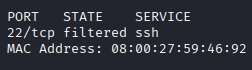 PORT   STATE    SERVICE
22/tcp filtered ssh
MAC Address: 08:00:27:59:46:92